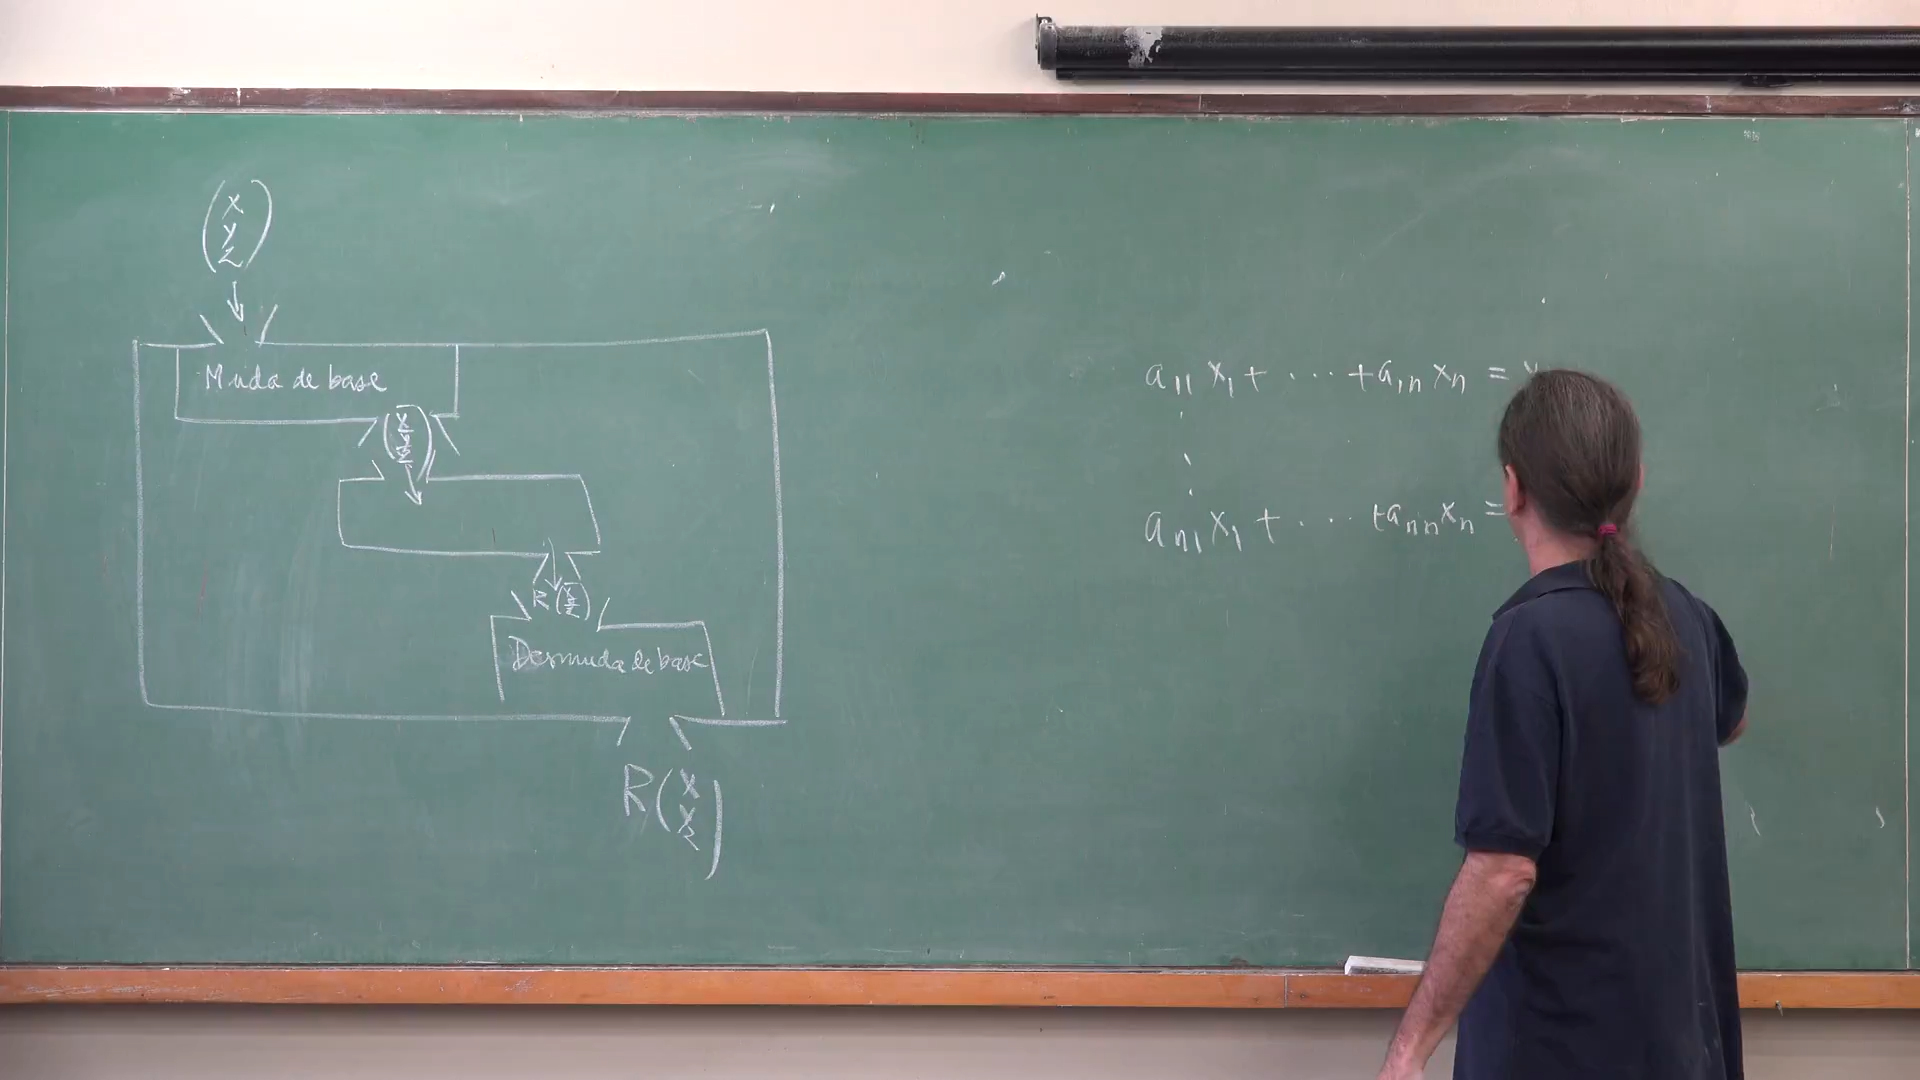 (x
y
z)
Muda de base
(x
y
z)
R(x
y
z)
Desmuda de base
R(x
y
z)
a11 x1 + ... + a1n xn =
⋮
an1 x1 + ... + ann xn =